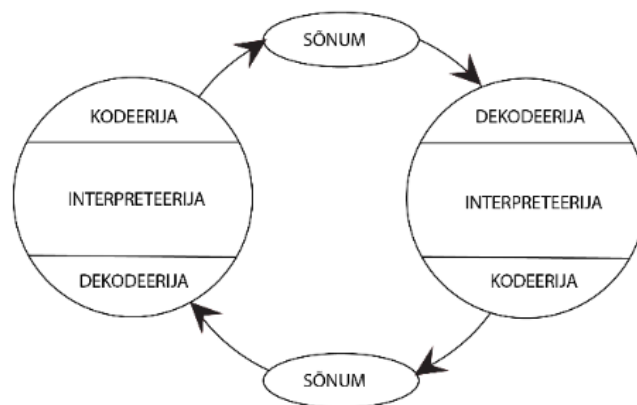 SÕNUM
KODEERIJA
INTERPRETEERIJA
DEKODEERIJA
DEKODEERIJA
INTERPRETEERIJA
KODEERIJA
SÕNUM